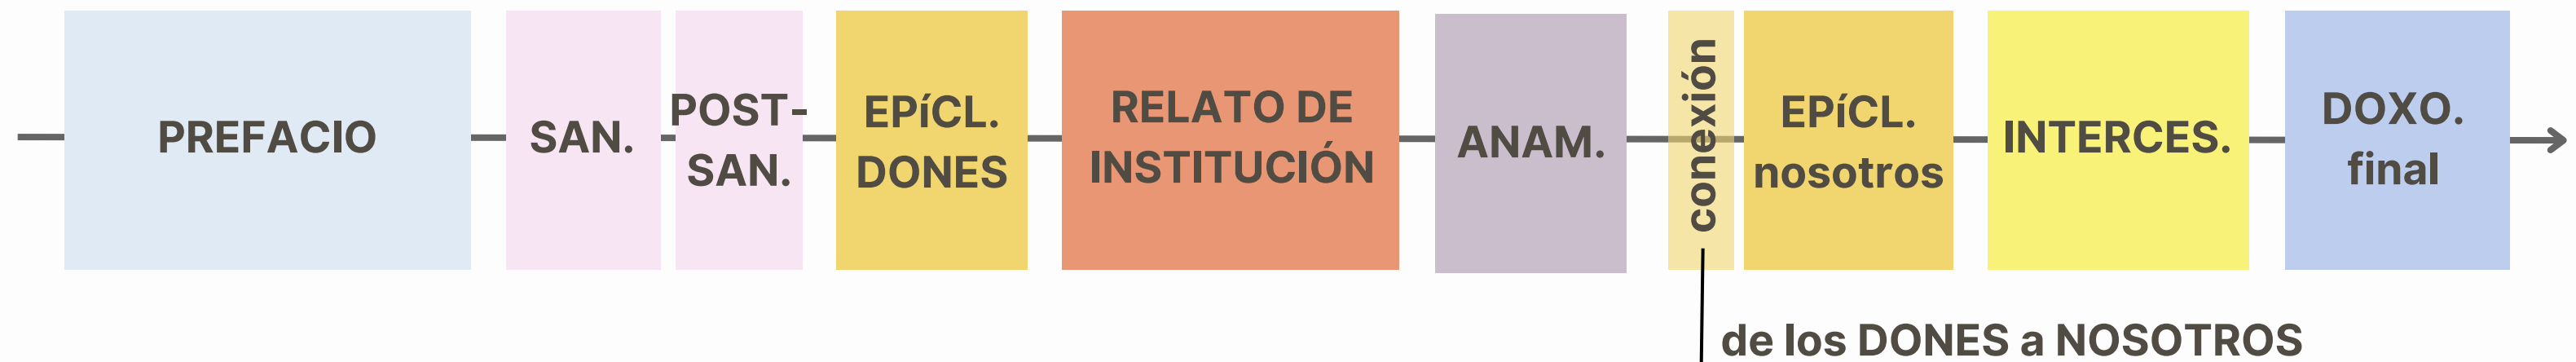 PREFACIO
SAN.
POST-
SAN.
EPíCL.
DONES
RELATO DE
INSTITUCIÓN
ANAM.
conexión
EPíCL.
nosotros
INTERCES.
DOXO.
final
de los DONES a NOSOTROS